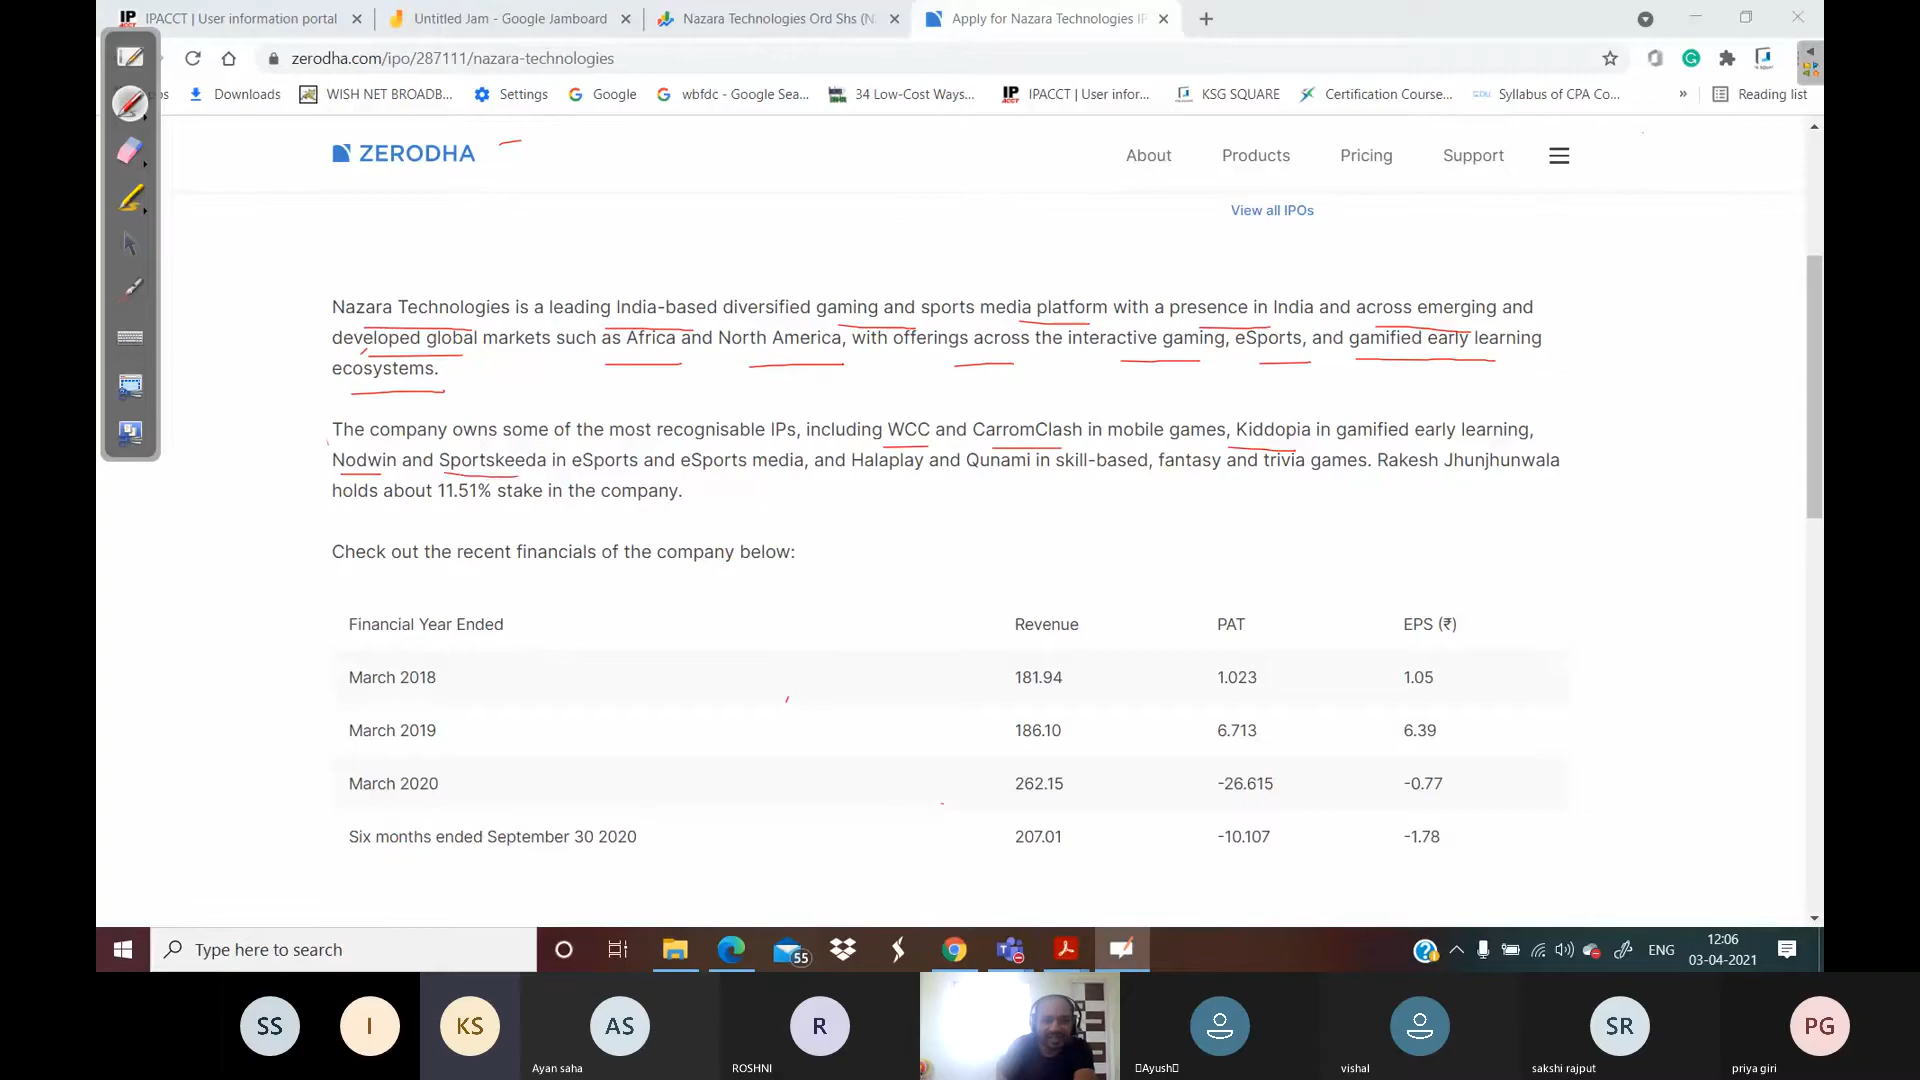 IPACCT | User information portal
Untitled Jam - Google Jamboard
Nazara Technologies Ord Shs (N
Apply for Nazara Technologies IP
zerodha.com/ipo/287111/nazara-technologies
Downloads
WISH NET BROADB...
Settings
Google
wbfdc - Google Sea...
34 Low-Cost Ways...
IPACCT | User infor...
KSG SQUARE
Certification Course...
Syllabus of CPA Co...
»
Reading list
ZERODHA
About
Products
Pricing
Support
View all IPOs
Nazara Technologies is a leading India-based diversified gaming and sports media platform with a presence in India and across emerging and
developed global markets such as Africa and North America, with offerings across the interactive gaming, eSports, and gamified early learning
ecosystems.
The company owns some of the most recognisable IPs, including WCC and CarromClash in mobile games, Kiddopia in gamified early learning,
Nodwin and Sportskeeda in eSports and eSports media, and Halaplay and Qunami in skill-based, fantasy and trivia games. Rakesh Jhunjhunwala
holds about 11.51% stake in the company.
Check out the recent financials of the company below:
Financial Year Ended Revenue PAT EPS (₹)
March 2018 181.94 1.023 1.05
March 2019 186.10 6.713 6.39
March 2020 262.15 -26.615 -0.77
Six months ended September 30 2020 207.01 -10.107 -1.78
Type here to search
55
ENG
12:06
03-04-2021
SS
I
KS
AS
Ayan saha
R
ROSHNI
Ayush
vishal
SR
sakshi rajput
PG
priya giri